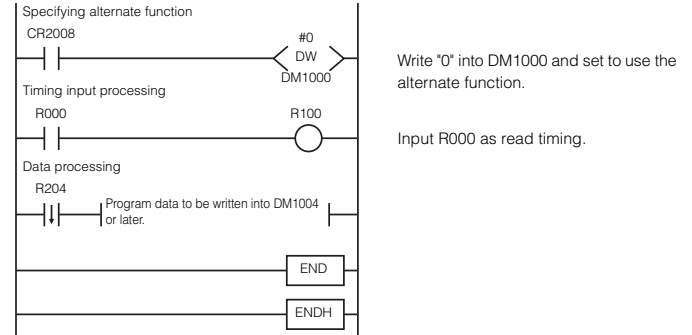 Specifying alternate function
CR2008
#0
DW
DM1000
Write "0" into DM1000 and set to use the
alternate function.
Timing input processing
R000
R100
Input R000 as read timing.
Data processing
R204
Program data to be written into DM1004
or later.
END
ENDH